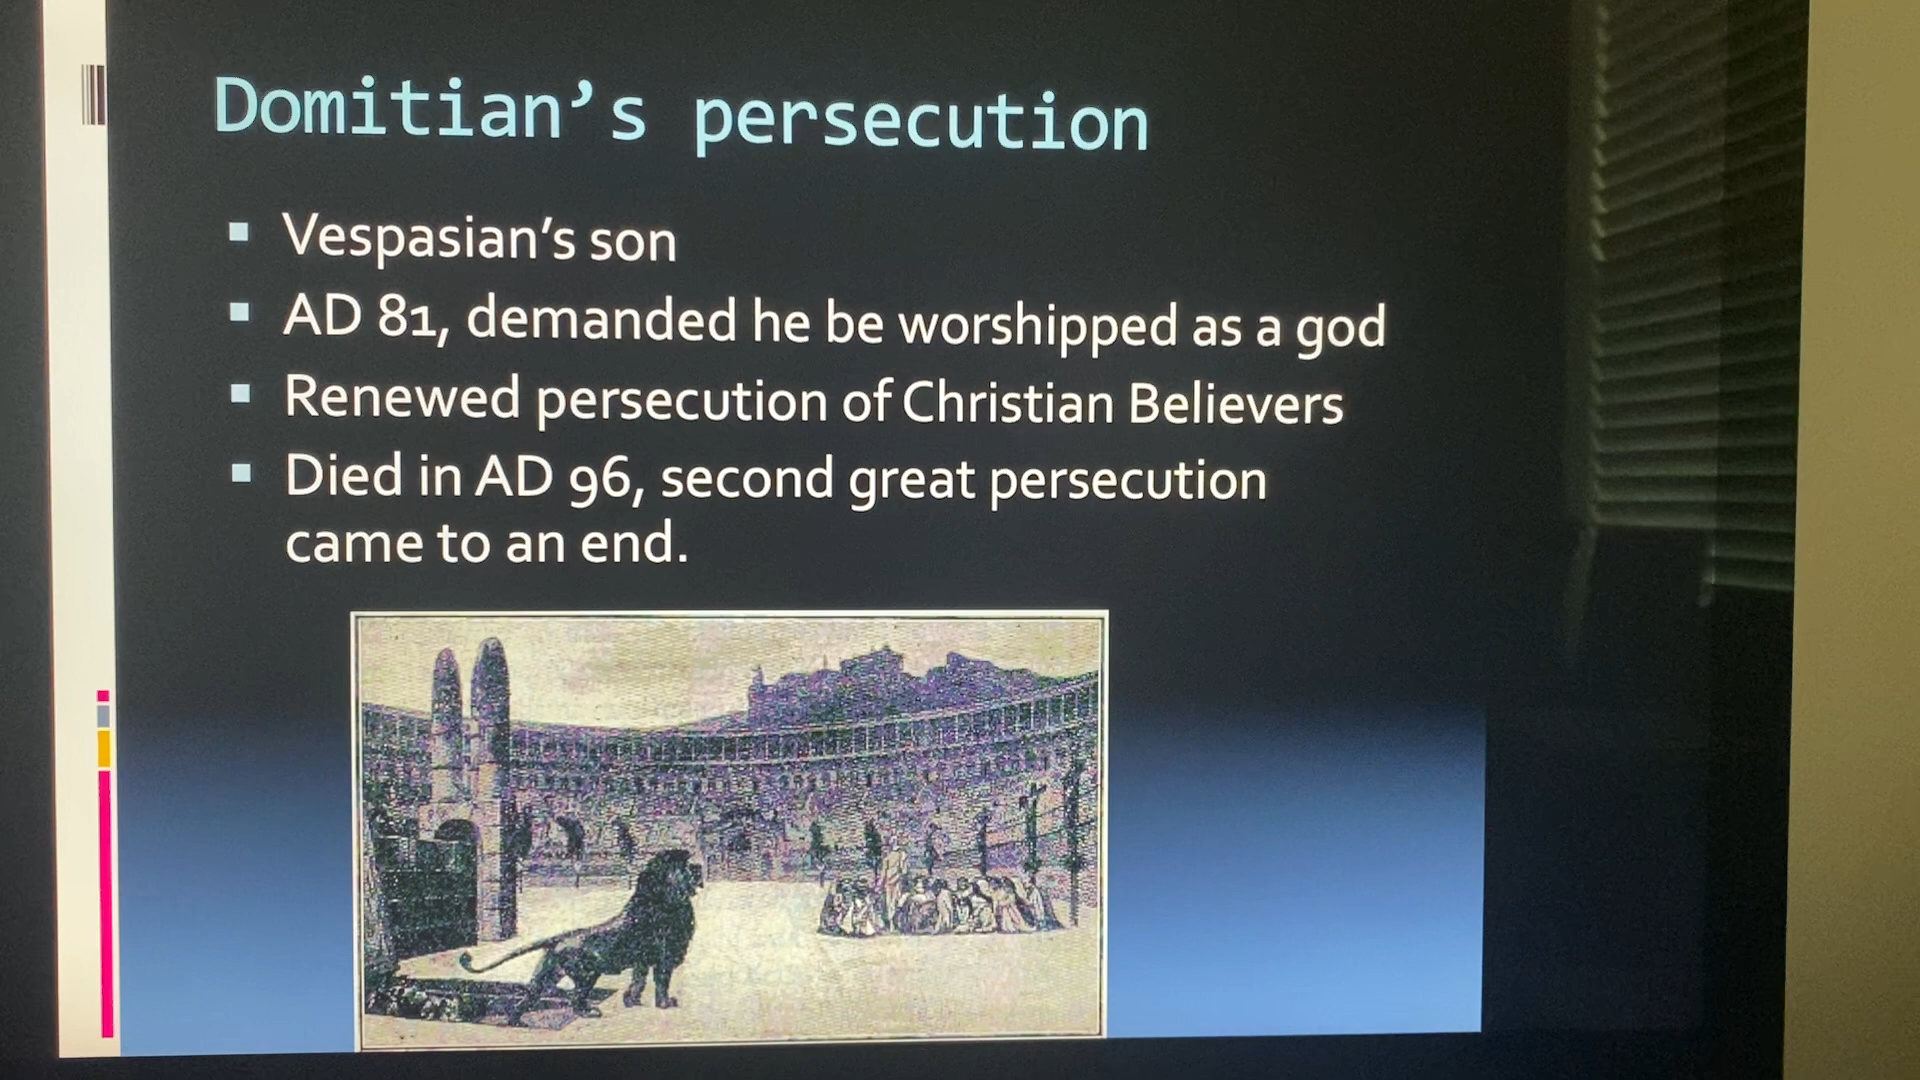 Domitian’s persecution
Vespasian’s son
AD 81, demanded he be worshipped as a god
Renewed persecution of Christian Believers
Died in AD 96, second great persecution
came to an end.